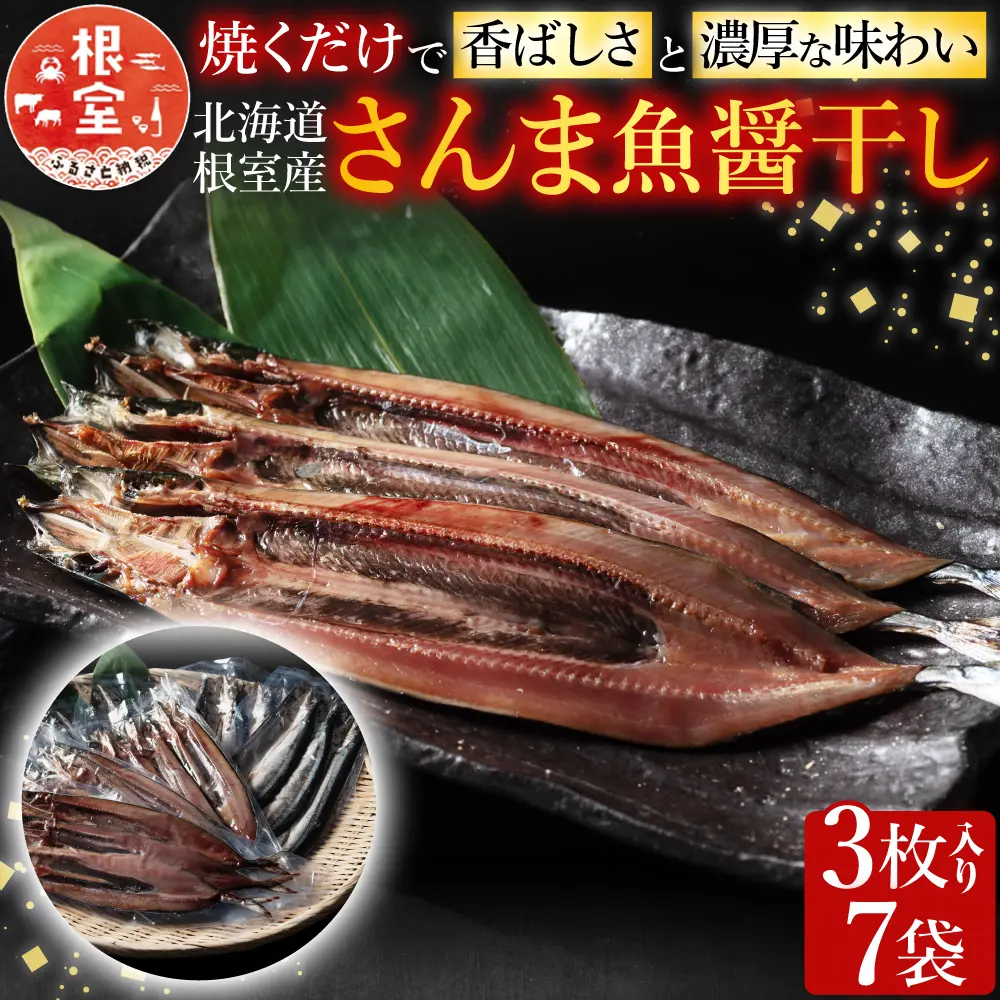 根室
ふるさと納税
焼くだけで 香ばしさ と 濃厚な味わい
北海道
根室産
さんま魚醤干し
3枚入り
7袋